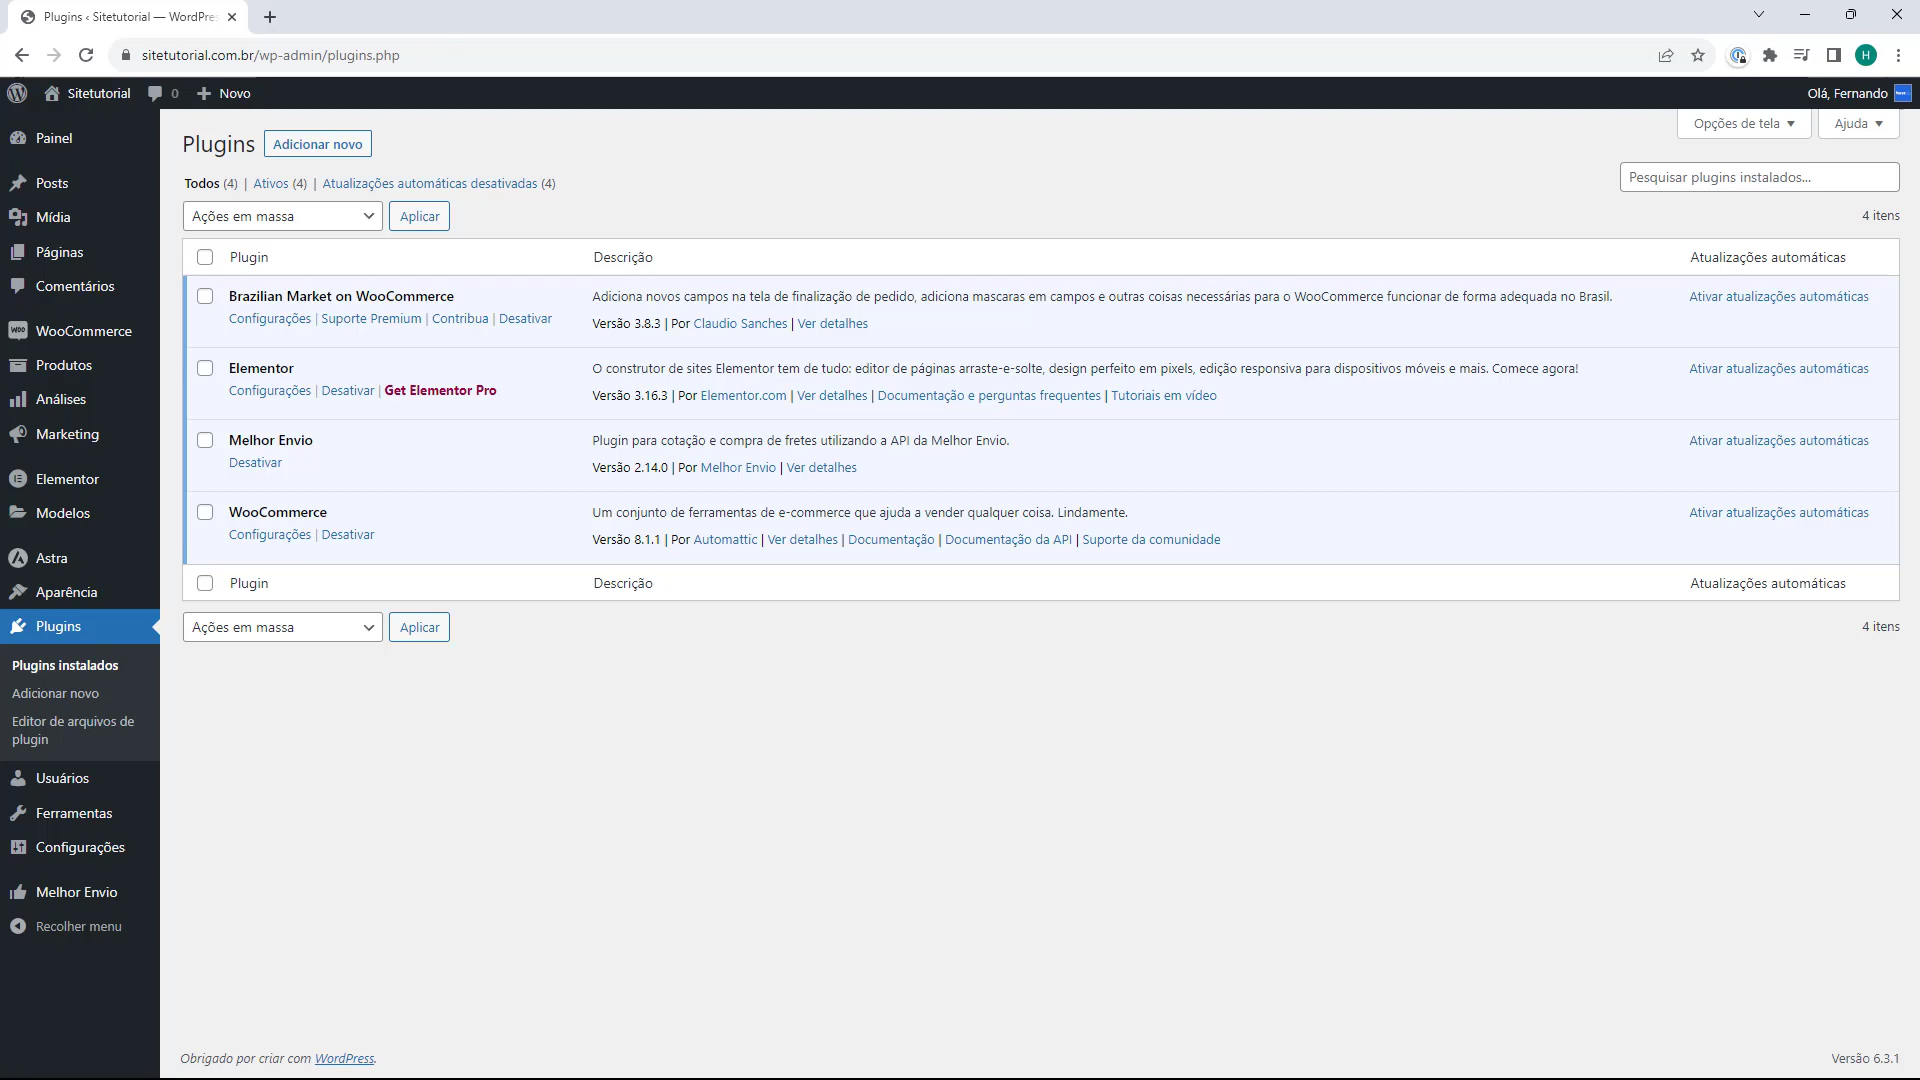 Plugins ‹ Sitetutorial — WordPre
sitetutorial.com.br/wp-admin/plugins.php
H
Sitetutorial
0
Novo
Olá, Fernando
Painel
Posts
Mídia
Páginas
Comentários
WooCommerce
Produtos
Análises
Marketing
Elementor
Modelos
Astra
Aparência
Plugins
Plugins instalados
Adicionar novo
Editor de arquivos de
plugin
Usuários
Ferramentas
Configurações
Melhor Envio
Recolher menu
Opções de tela
Ajuda
Plugins
Adicionar novo
Todos (4) | Ativos (4) | Atualizações automáticas desativadas (4)
Pesquisar plugins instalados...
Ações em massa
Aplicar
4 itens
Plugin
Descrição
Atualizações automáticas
Brazilian Market on WooCommerce
Configurações | Suporte Premium | Contribua | Desativar
Adiciona novos campos na tela de finalização de pedido, adiciona mascaras em campos e outras coisas necessárias para o WooCommerce funcionar de forma adequada no Brasil.
Versão 3.8.3 | Por Claudio Sanches | Ver detalhes
Ativar atualizações automáticas
Elementor
Configurações | Desativar | Get Elementor Pro
O construtor de sites Elementor tem de tudo: editor de páginas arraste-e-solte, design perfeito em pixels, edição responsiva para dispositivos móveis e mais. Comece agora!
Versão 3.16.3 | Por Elementor.com | Ver detalhes | Documentação e perguntas frequentes | Tutoriais em vídeo
Ativar atualizações automáticas
Melhor Envio
Desativar
Plugin para cotação e compra de fretes utilizando a API da Melhor Envio.
Versão 2.14.0 | Por Melhor Envio | Ver detalhes
Ativar atualizações automáticas
WooCommerce
Configurações | Desativar
Um conjunto de ferramentas de e-commerce que ajuda a vender qualquer coisa. Lindamente.
Versão 8.1.1 | Por Automattic | Ver detalhes | Documentação | Documentação da API | Suporte da comunidade
Ativar atualizações automáticas
Plugin
Descrição
Atualizações automáticas
Ações em massa
Aplicar
4 itens
Obrigado por criar com WordPress.
Versão 6.3.1